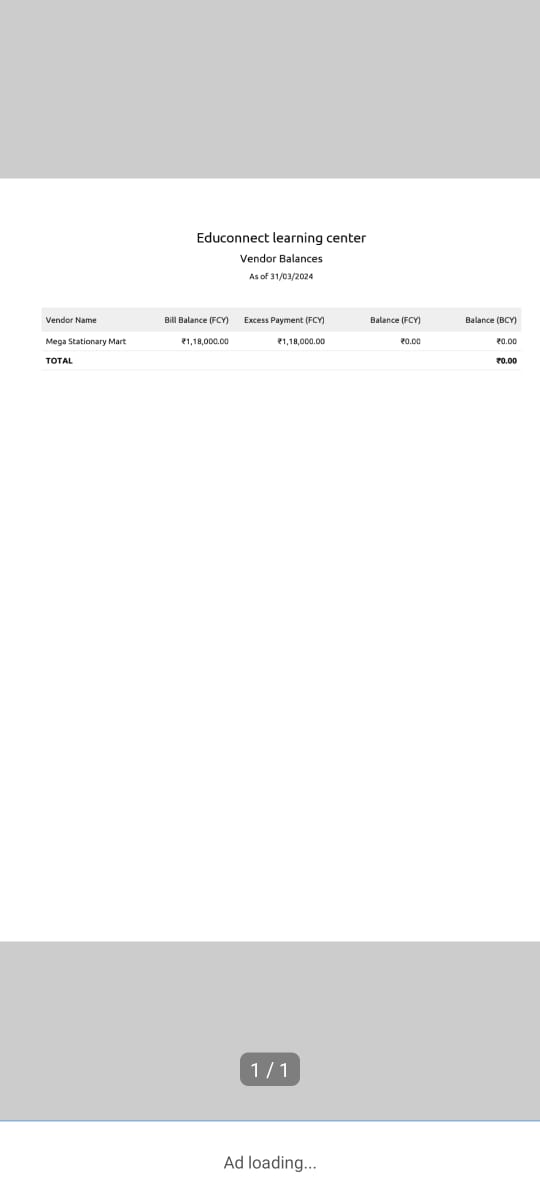 Educonnect learning center
Vendor Balances
As of 31/03/2024
Vendor Name Bill Balance (FCY) Excess Payment (FCY) Balance (FCY) Balance (BCY)
Mega Stationary Mart ₹1,18,000.00 ₹1,18,000.00 ₹0.00 ₹0.00
TOTAL ₹0.00
1 / 1
Ad loading...